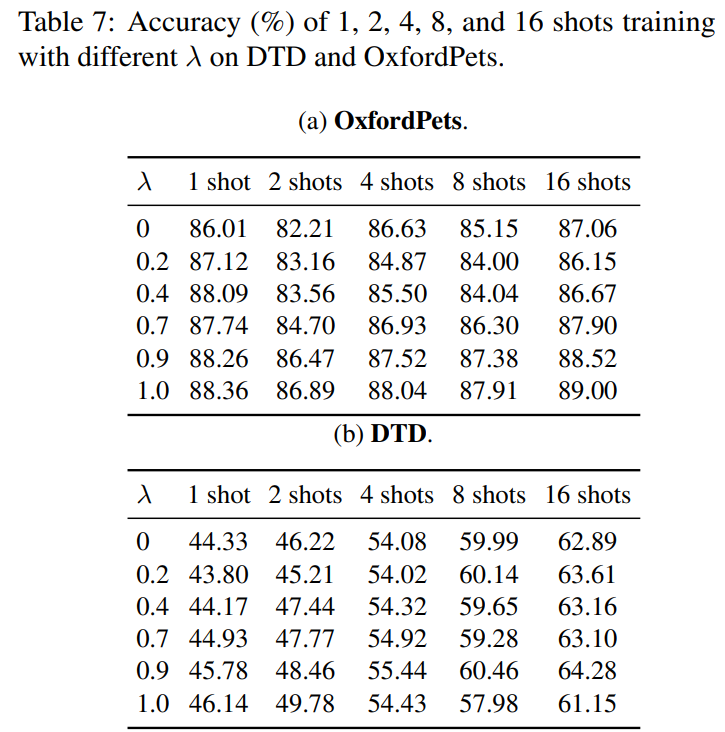 Table 7: Accuracy (%) of 1, 2, 4, 8, and 16 shots training
with different λ on DTD and OxfordPets.
(a) OxfordPets.
λ 1 shot 2 shots 4 shots 8 shots 16 shots
0 86.01 82.21 86.63 85.15 87.06
0.2 87.12 83.16 84.87 84.00 86.15
0.4 88.09 83.56 85.50 84.04 86.67
0.7 87.74 84.70 86.93 86.30 87.90
0.9 88.26 86.47 87.52 87.38 88.52
1.0 88.36 86.89 88.04 87.91 89.00
(b) DTD.
λ 1 shot 2 shots 4 shots 8 shots 16 shots
0 44.33 46.22 54.08 59.99 62.89
0.2 43.80 45.21 54.02 60.14 63.61
0.4 44.17 47.44 54.32 59.65 63.16
0.7 44.93 47.77 54.92 59.28 63.10
0.9 45.78 48.46 55.44 60.46 64.28
1.0 46.14 49.78 54.43 57.98 61.15